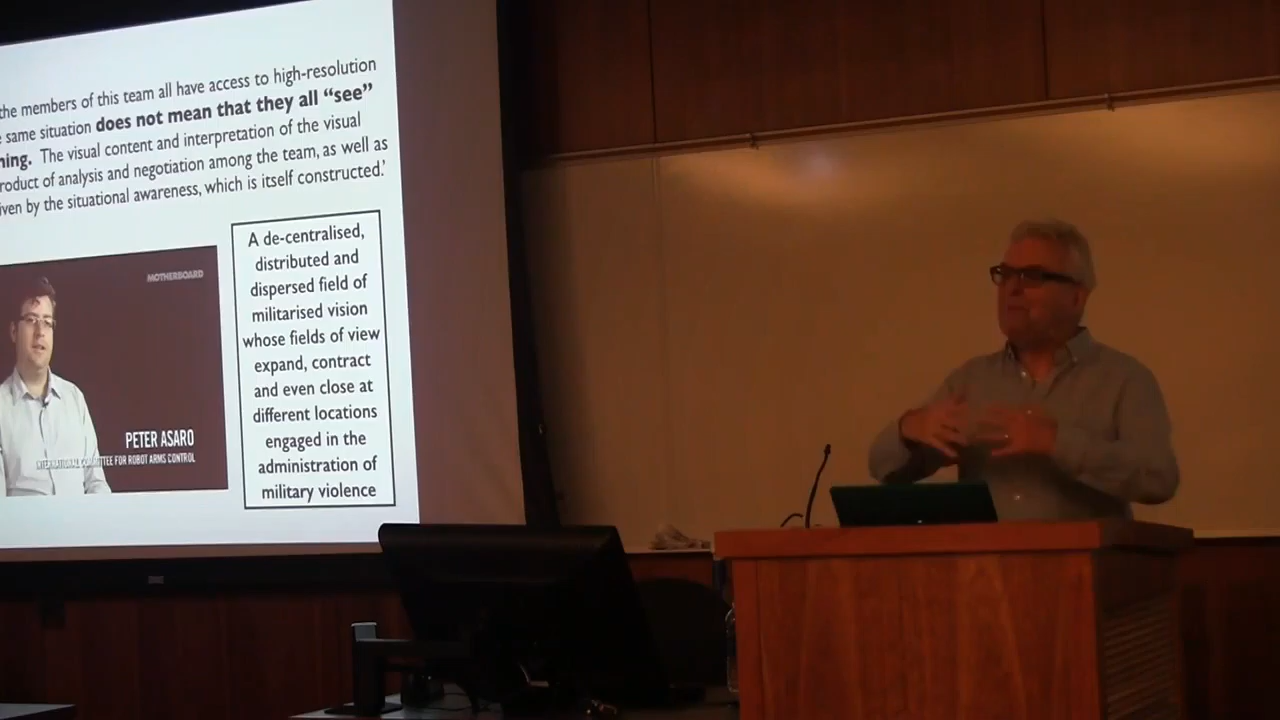 the members of this team all have access to high-resolution
same situation does not mean that they all “see”
The visual content and interpretation of the visual
product of analysis and negotiation among the team, as well as
by the situational awareness, which is itself constructed.’
A de-centralised,
distributed and
dispersed field of
militarised vision
whose fields of view
expand, contract
and even close at
different locations
engaged in the
administration of
military violence
MOTHERBOARD
PETER ASARO
INTERNATIONAL COMMITTEE FOR ROBOT ARMS CONTROL